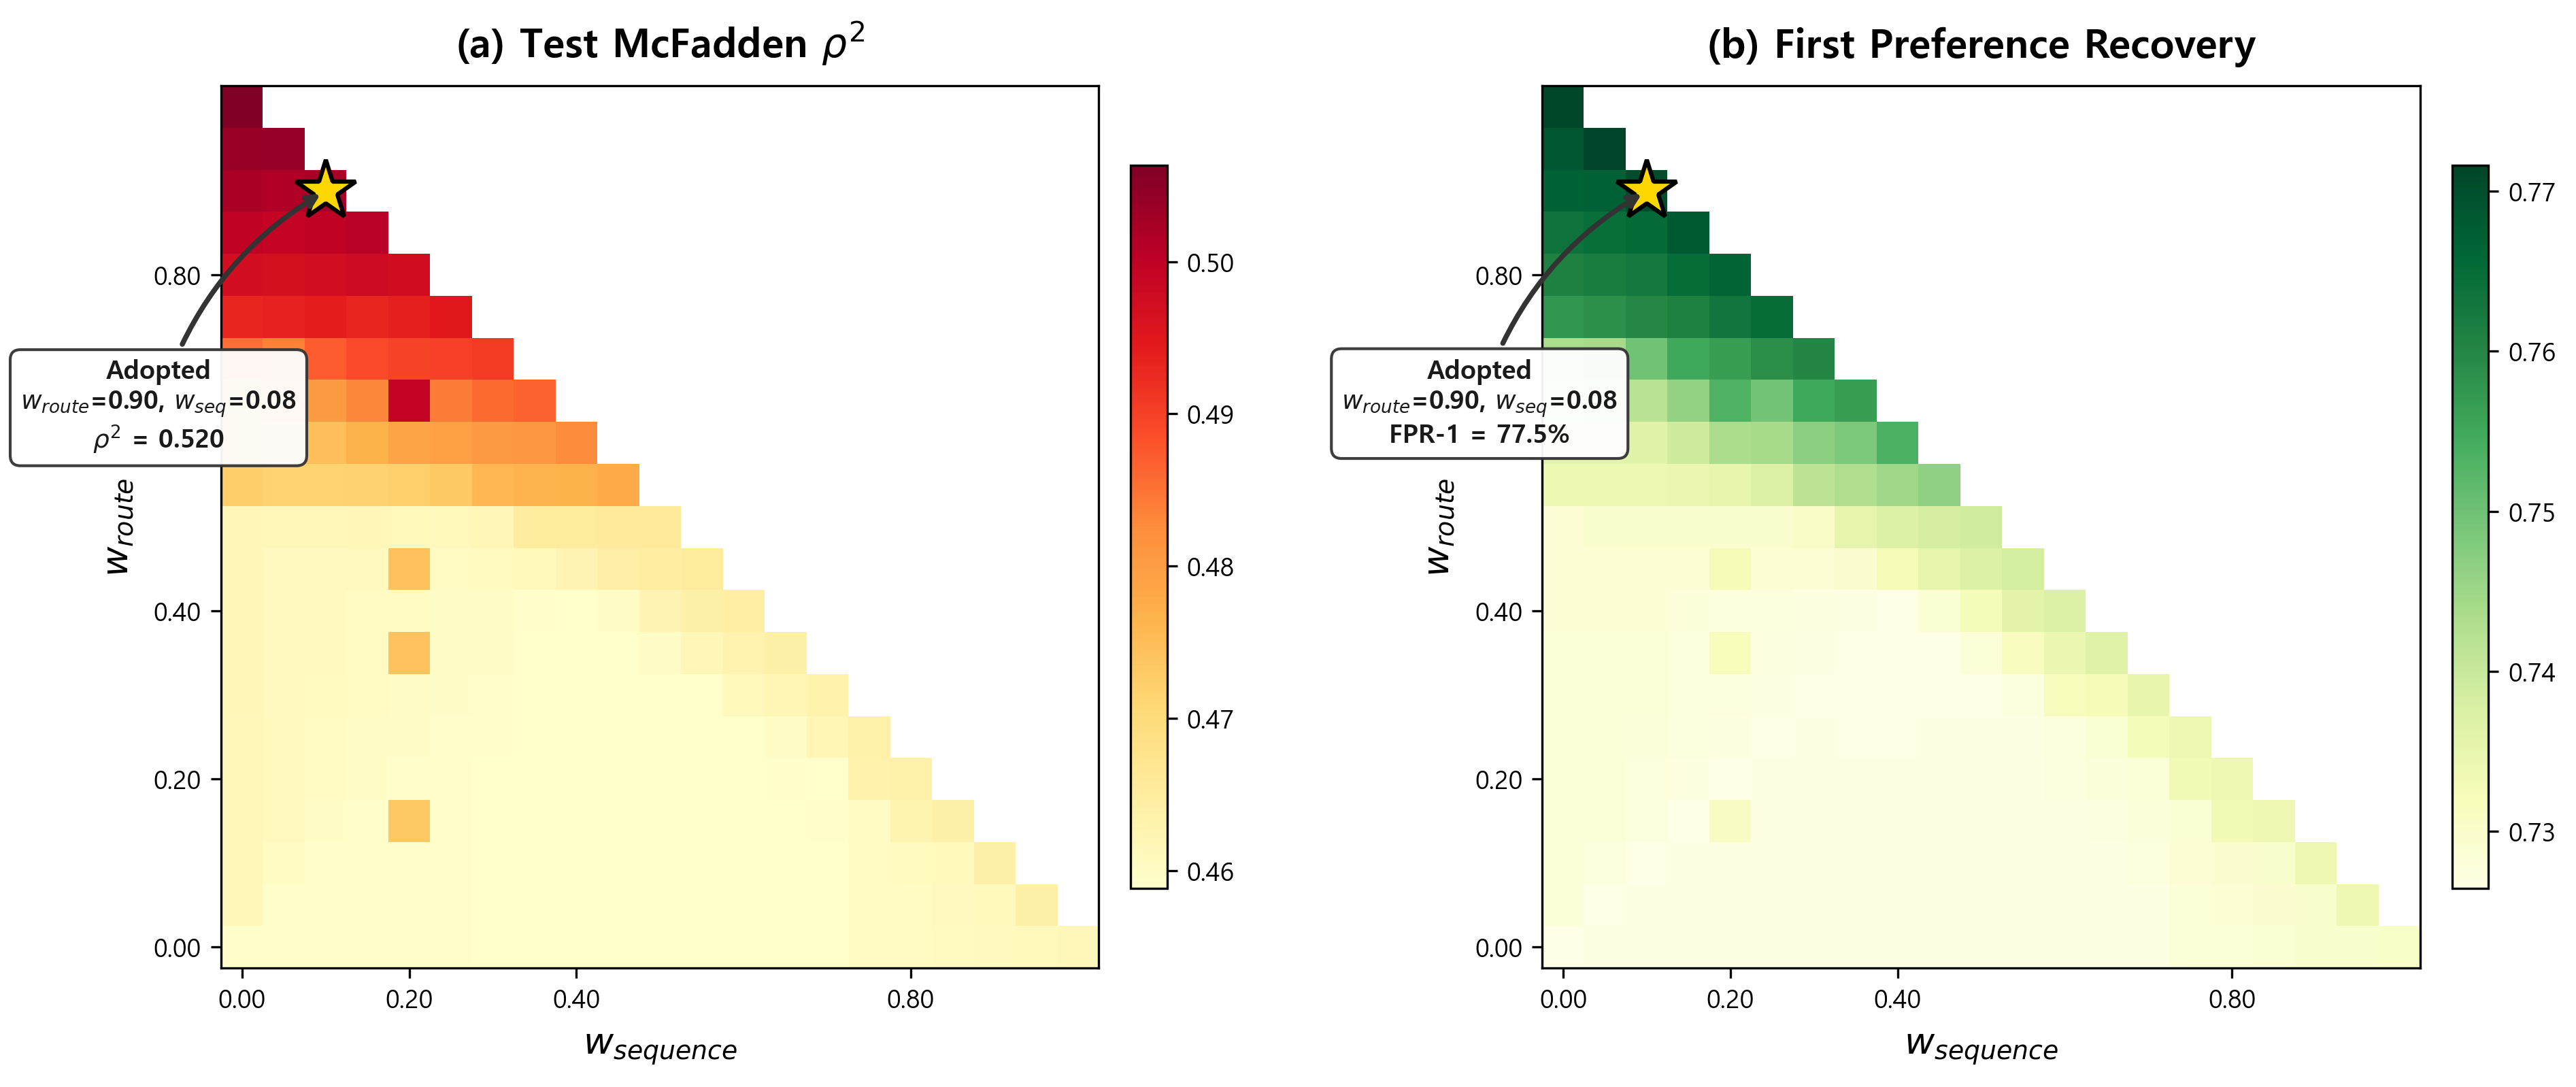 (a) Test McFadden ρ²
0.80
0.40
0.20
0.00
w_route
Adopted
w_route=0.90, w_seq=0.08
ρ² = 0.520
0.00 0.20 0.40 0.80
w_sequence
0.50
0.49
0.48
0.47
0.46
(b) First Preference Recovery
0.80
0.40
0.20
0.00
w_route
Adopted
w_route=0.90, w_seq=0.08
FPR-1 = 77.5%
0.00 0.20 0.40 0.80
w_sequence
0.77
0.76
0.75
0.74
0.73